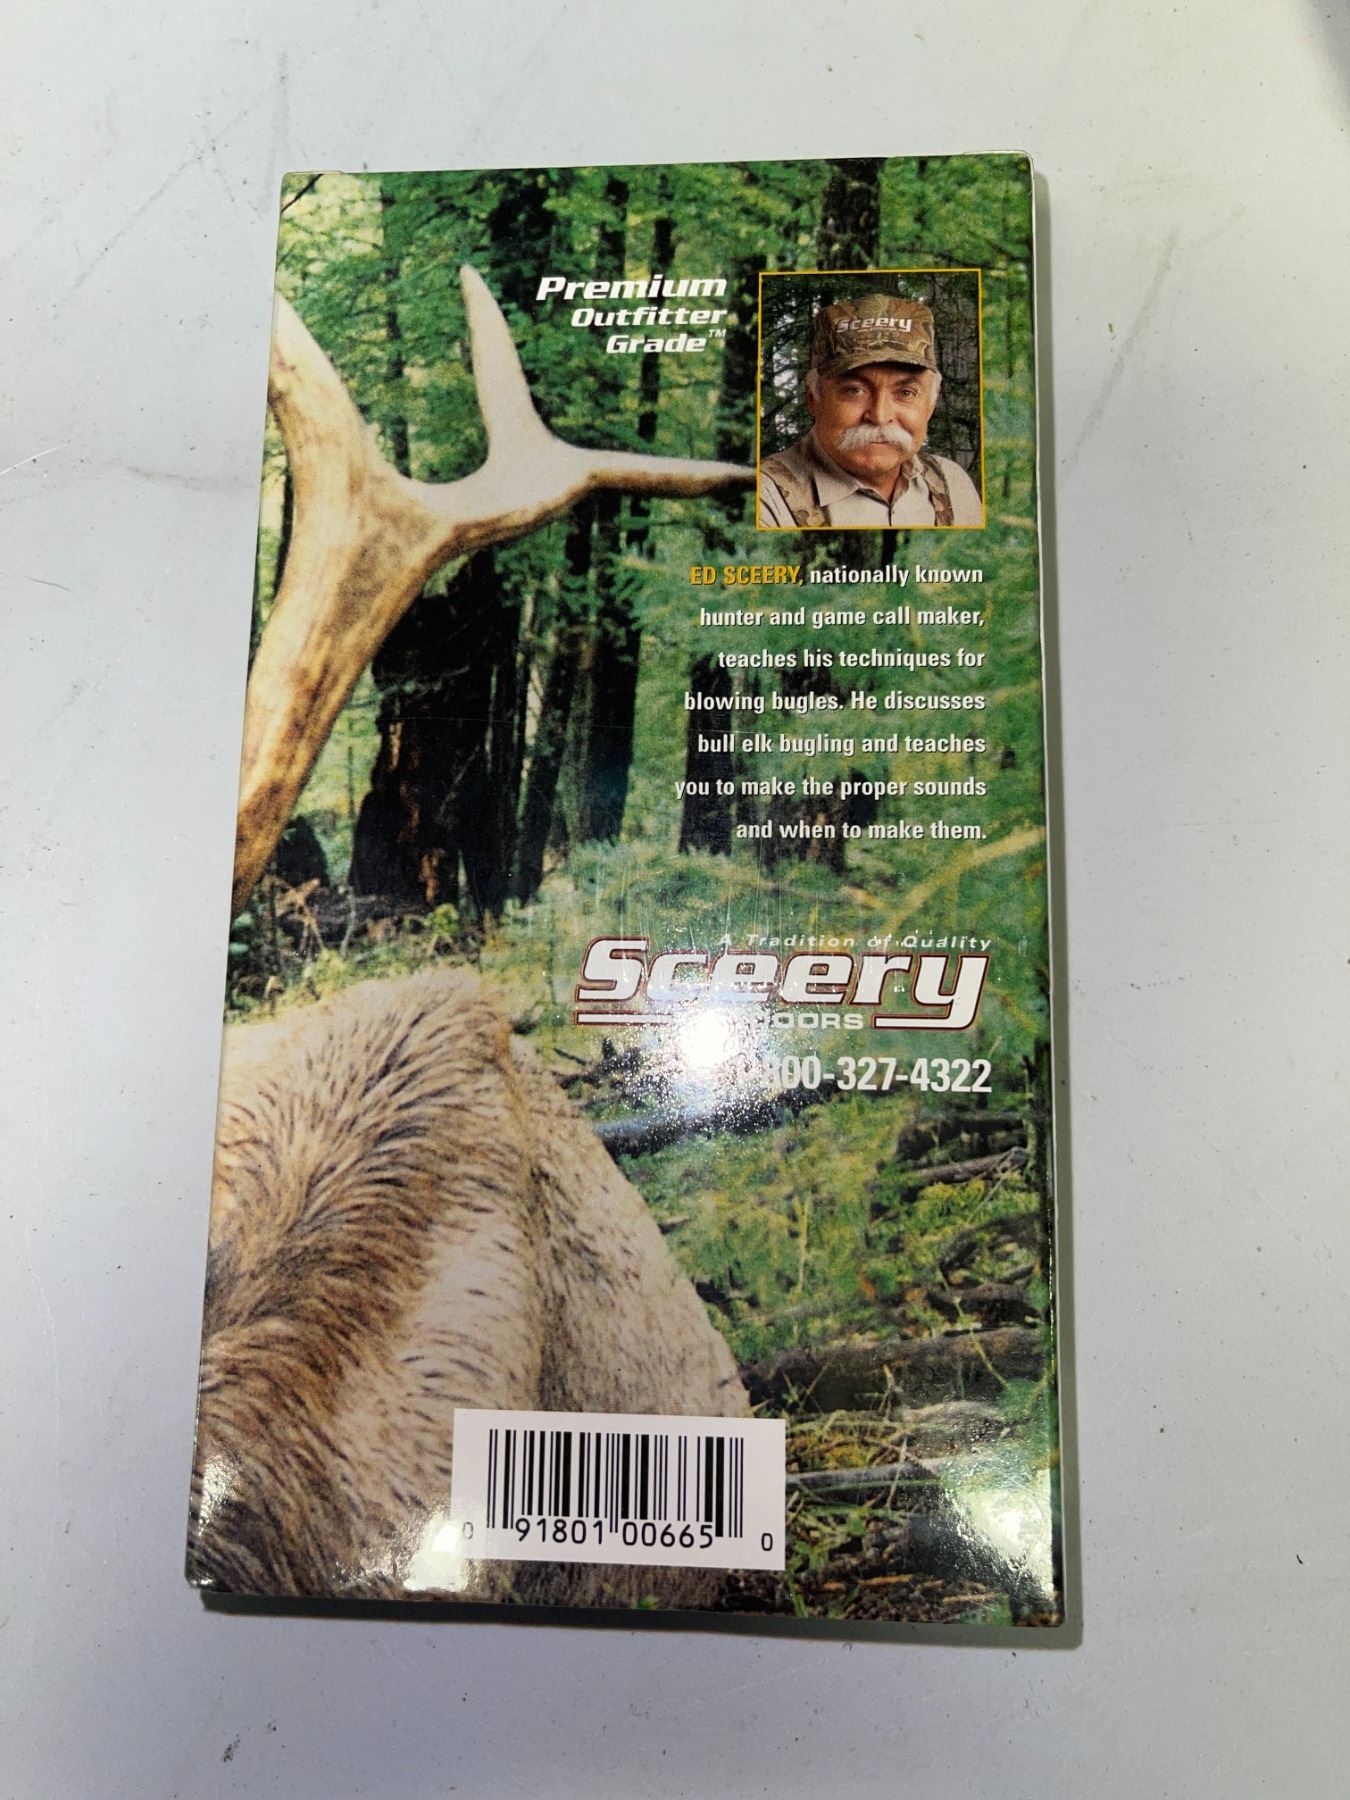 Premium
Outfitter
Grade™
Sceery
ED SCEERY, nationally known
hunter and game call maker,
teaches his techniques for
blowing bugles. He discusses
bull elk bugling and teaches
you to make the proper sounds
and when to make them.
A Tradition of Quality
Sceery
800-327-4322
0 91801 00665 0